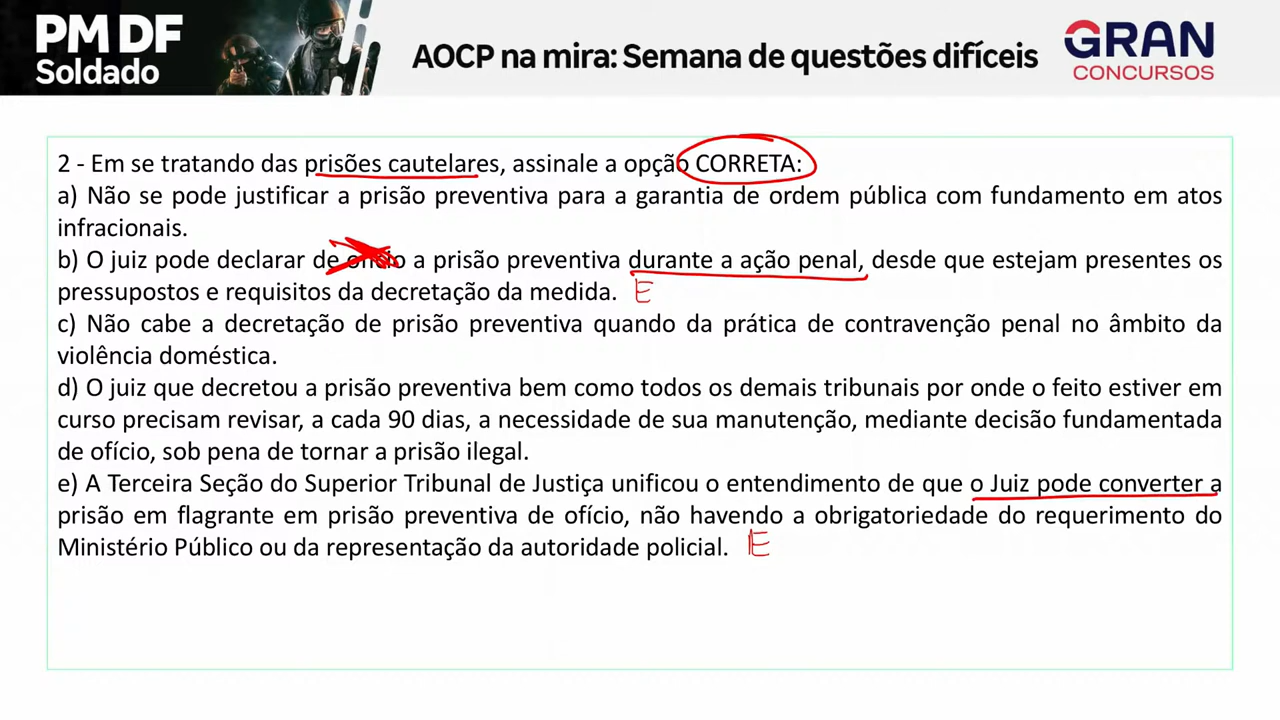 PM DF
Soldado
AOCP na mira: Semana de questões difíceis
GRAN
CONCURSOS
2 - Em se tratando das prisões cautelares, assinale a opção CORRETA:
a) Não se pode justificar a prisão preventiva para a garantia de ordem pública com fundamento em atos
infracionais.
b) O juiz pode declarar de ofício a prisão preventiva durante a ação penal, desde que estejam presentes os
pressupostos e requisitos da decretação da medida. E
c) Não cabe a decretação de prisão preventiva quando da prática de contravenção penal no âmbito da
violência doméstica.
d) O juiz que decretou a prisão preventiva bem como todos os demais tribunais por onde o feito estiver em
curso precisam revisar, a cada 90 dias, a necessidade de sua manutenção, mediante decisão fundamentada
de ofício, sob pena de tornar a prisão ilegal.
e) A Terceira Seção do Superior Tribunal de Justiça unificou o entendimento de que o Juiz pode converter a
prisão em flagrante em prisão preventiva de ofício, não havendo a obrigatoriedade do requerimento do
Ministério Público ou da representação da autoridade policial. E